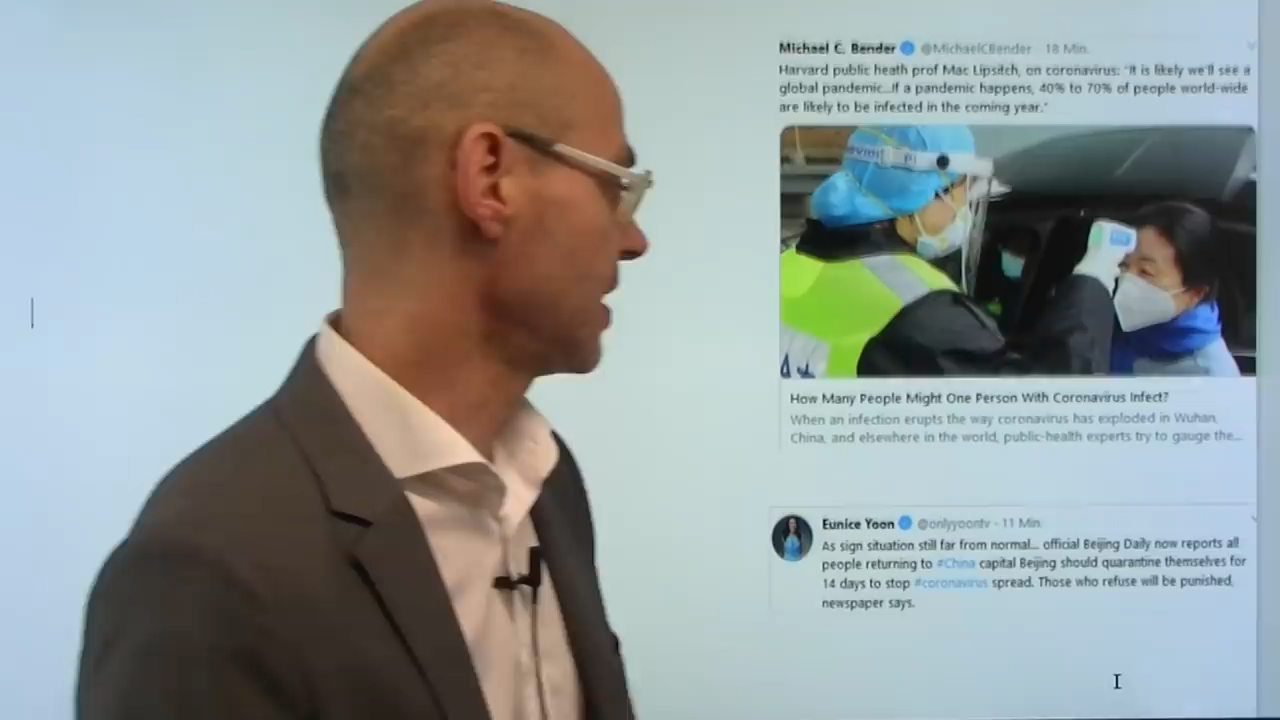 Michael C. Bender @MichaelCBender · 18 Min.
Harvard public heath prof Mac Lipsitch, on coronavirus: "It is likely we'll see a
global pandemic...If a pandemic happens, 40% to 70% of people world-wide
are likely to be infected in the coming year."
How Many People Might One Person With Coronavirus Infect?
When an infection erupts the way coronavirus has exploded in Wuhan,
China, and elsewhere in the world, public-health experts try to gauge the...
Eunice Yoon @onlyyoontv · 11 Min.
As sign situation still far from normal... official Beijing Daily now reports all
people returning to #China capital Beijing should quarantine themselves for
14 days to stop #coronavirus spread. Those who refuse will be punished,
newspaper says.